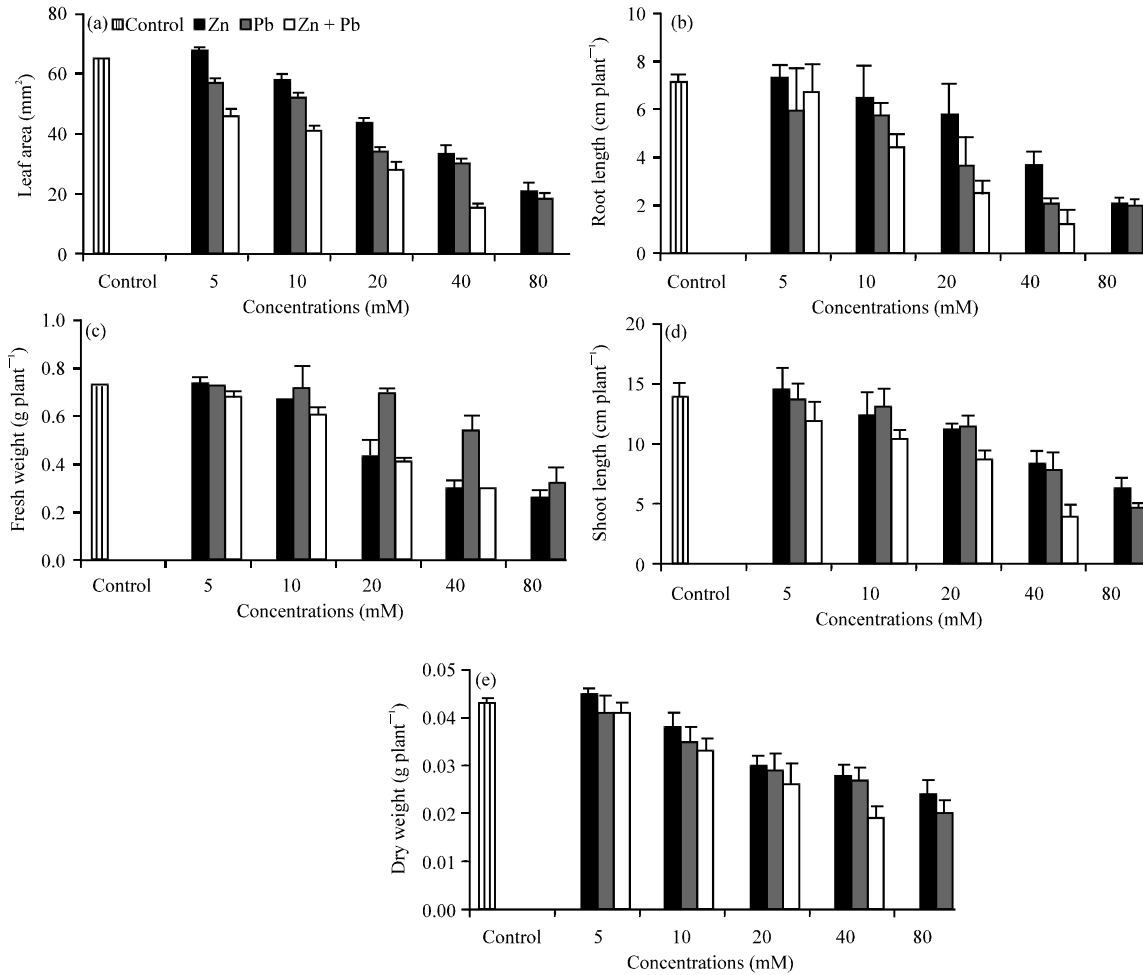 (a)
Control Zn Pb Zn + Pb
Leaf area (mm²)
80
60
40
20
0
Control 5 10 20 40 80
Concentrations (mM)
(b)
Root length (cm plant⁻¹)
10
8
6
4
2
0
Control 5 10 20 40 80
Concentrations (mM)
(c)
Fresh weight (g plant⁻¹)
1.0
0.8
0.6
0.4
0.2
0.0
Control 5 10 20 40 80
Concentrations (mM)
(d)
Shoot length (cm plant⁻¹)
20
15
10
5
0
Control 5 10 20 40 80
Concentrations (mM)
(e)
Dry weight (g plant⁻¹)
0.05
0.04
0.03
0.02
0.01
0.00
Control 5 10 20 40 80
Concentrations (mM)